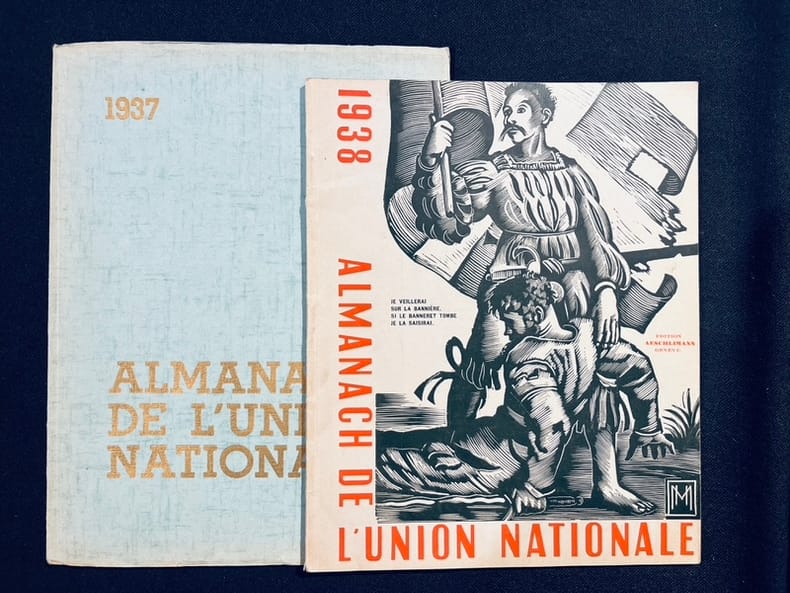 1937
ALMANA
DE L'UNI
NATIONA
1938 ALMANACH DE
L'UNION NATIONALE
JE VEILLERAI
SUR LA BANNIÈRE.
SI LE BANNERET TOMBE
JE LA SAISIRAI.
EDITION
AESCHLIMANN
GENÈVE
M